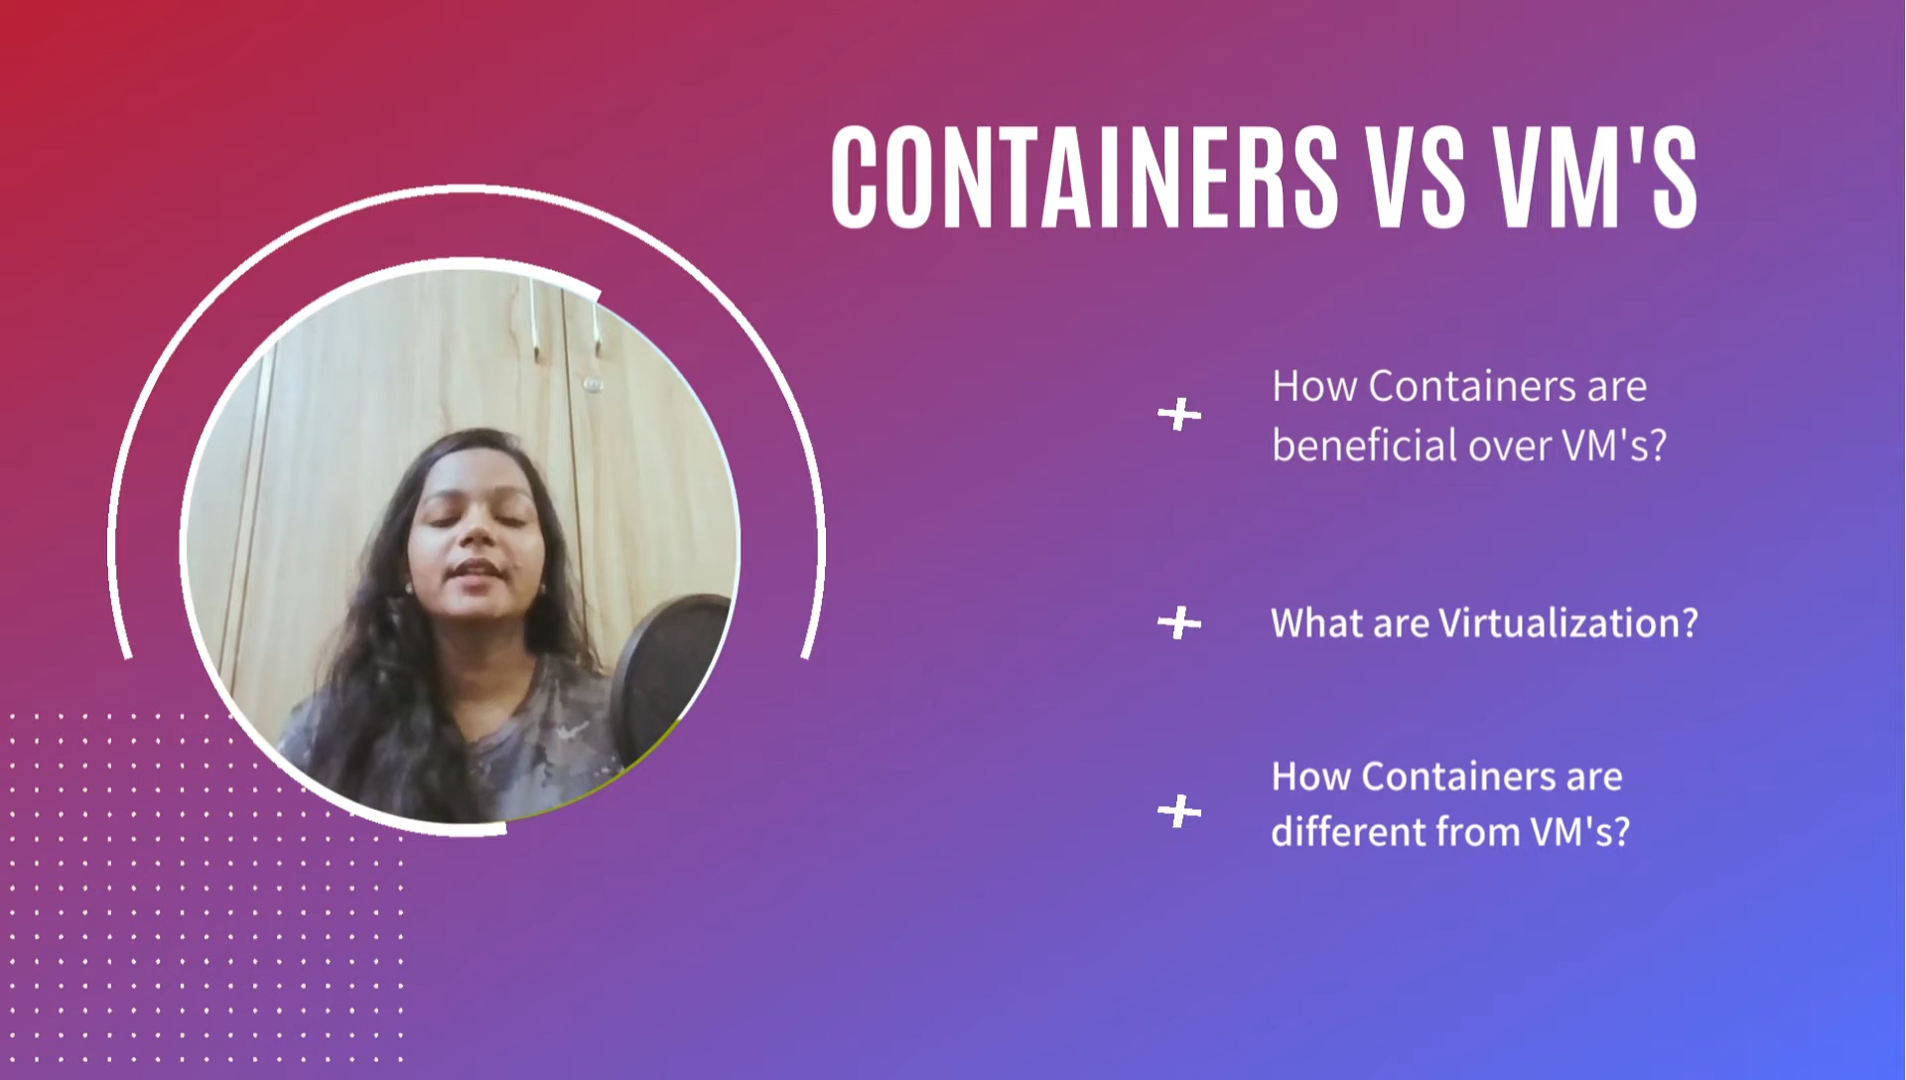 CONTAINERS VS VM'S
How Containers are
beneficial over VM's?
What are Virtualization?
How Containers are
different from VM's?